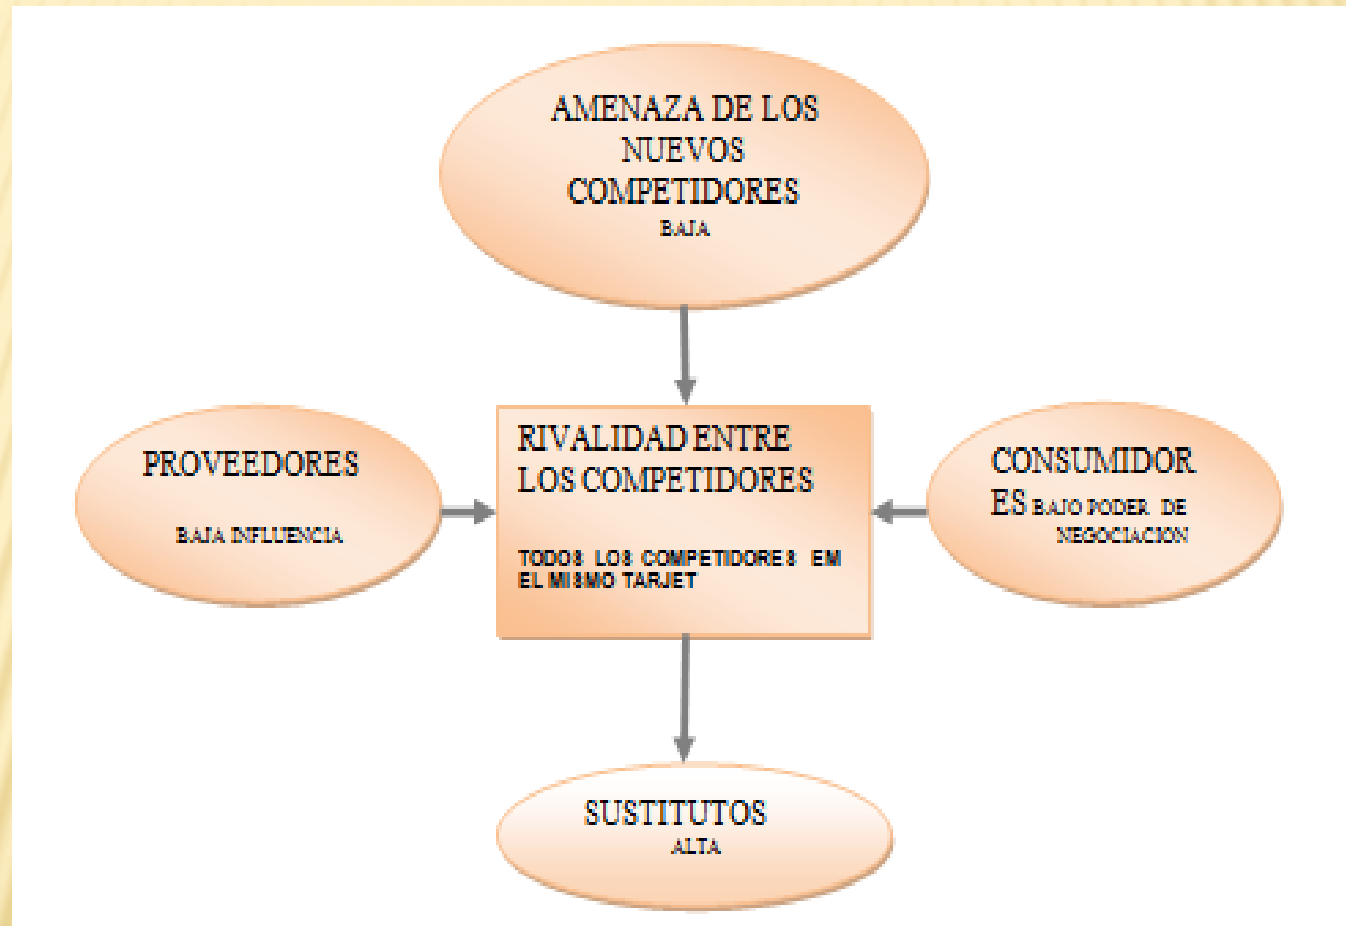 AMENAZA DE LOS
NUEVOS
COMPETIDORES
BAJA
PROVEEDORES
BAJA INFLUENCIA
RIVALIDAD ENTRE
LOS COMPETIDORES
TODOS LOS COMPETIDORES EM
EL MISMO TARJET
CONSUMIDOR
ES BAJO PODER DE
NEGOCIACION
SUSTITUTOS
ALTA